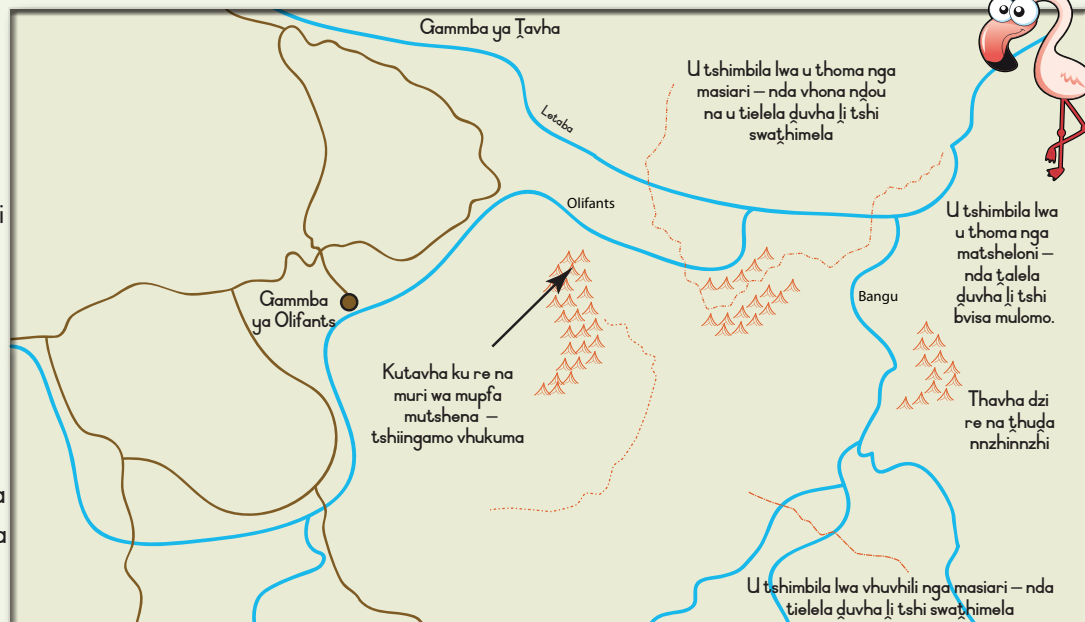 Gammba ya Ṱavha
U tshimbila lwa u thoma nga
masiari – nda vhona nḓou
na u tielela ḓuvha ḽi tshi
swaṱhimela
Letaba
i
Olifants
U tshimbila lwa
u thoma nga
matsheloni –
nda ṱalela
ḓuvha ḽi tshi
ḓvisa mulomo.
Gammba
ya Olifants
Bangu
Kutavha ku re na
muri wa mupfa
mutshena –
tshiingamo vhukuma
Thavha dzi
re na ṱhuḓa
nnzhinnzhi
a
a
U tshimbila lwa vhuvhili nga masiari – nda
tielela ḓuvha ḽi tshi swaṱhimela